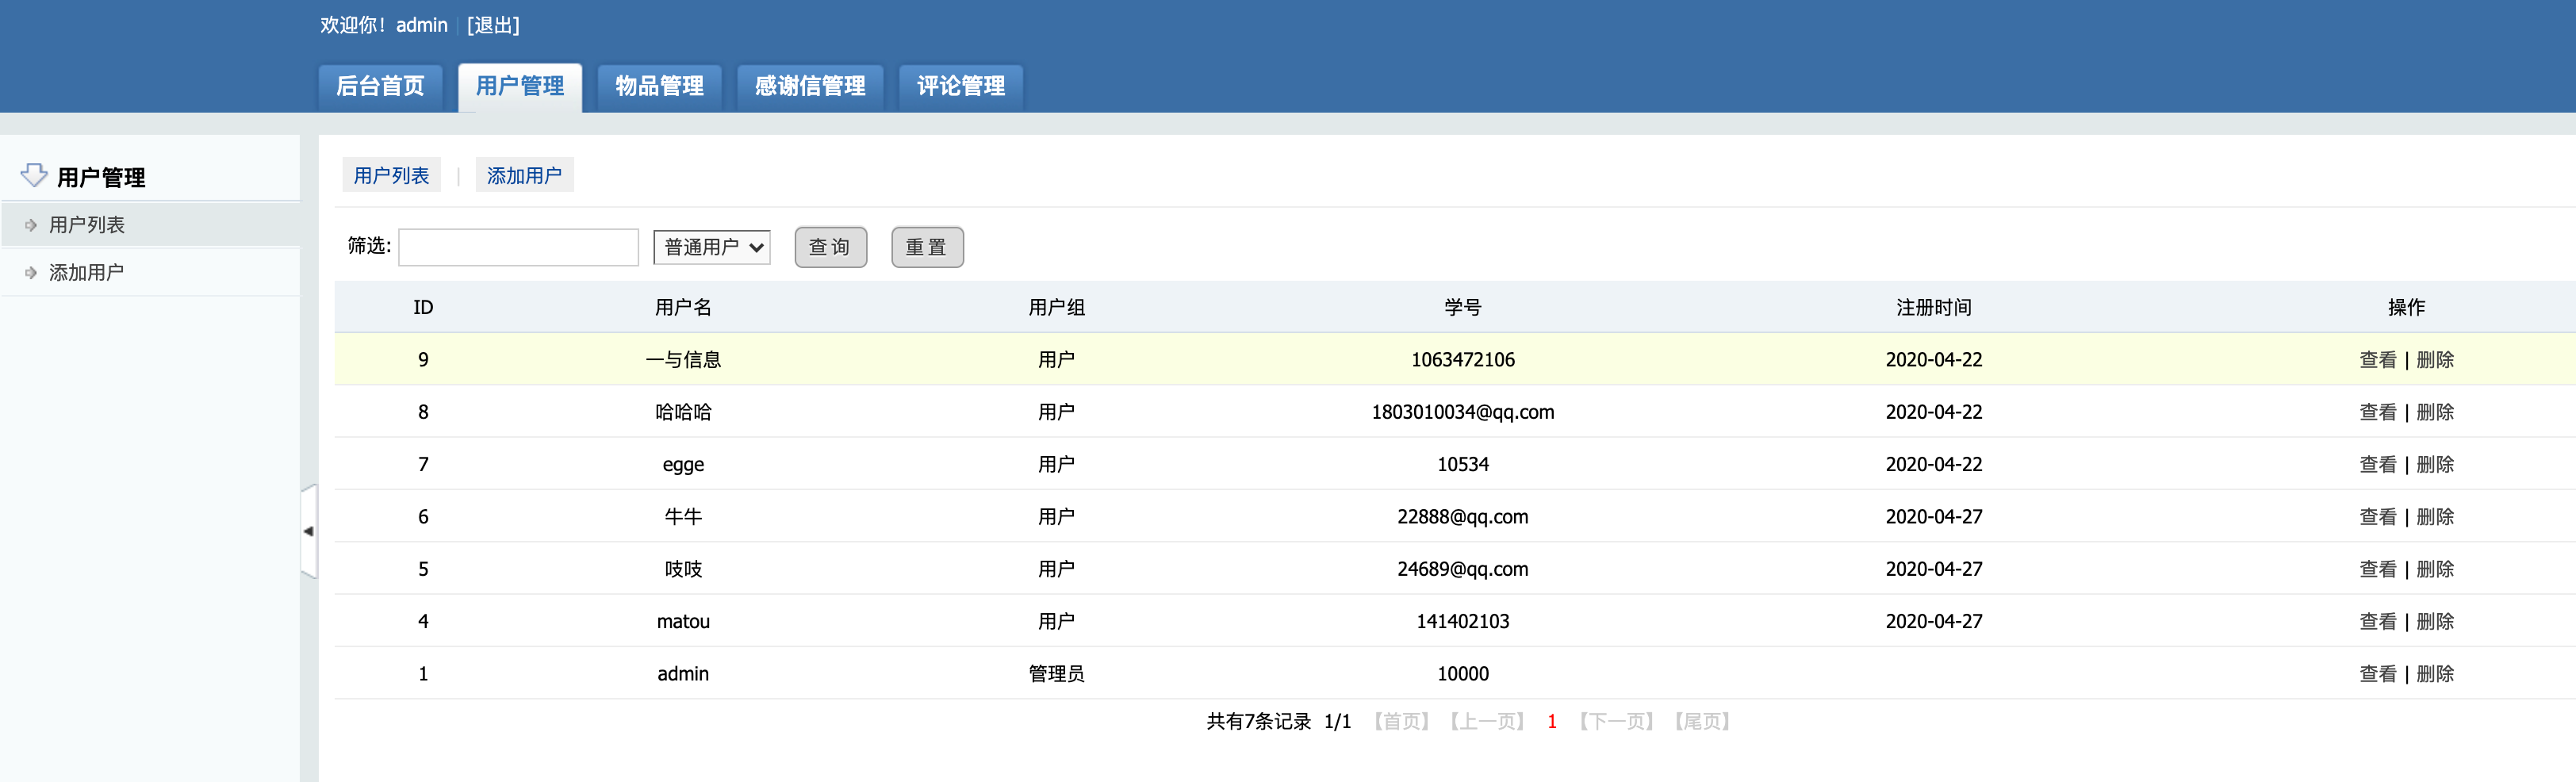 欢迎你！admin | [退出]
后台首页 用户管理 物品管理 感谢信管理 评论管理
用户管理
用户列表
添加用户
用户列表 | 添加用户
筛选: 普通用户 查询 重置
ID 用户名 用户组 学号 注册时间 操作
9 一与信息 用户 1063472106 2020-04-22 查看 | 删除
8 哈哈哈 用户 1803010034@qq.com 2020-04-22 查看 | 删除
7 egge 用户 10534 2020-04-22 查看 | 删除
6 牛牛 用户 22888@qq.com 2020-04-27 查看 | 删除
5 吱吱 用户 24689@qq.com 2020-04-27 查看 | 删除
4 matou 用户 141402103 2020-04-27 查看 | 删除
1 admin 管理员 10000 查看 | 删除
共有7条记录 1/1 【首页】【上一页】 1 【下一页】【尾页】